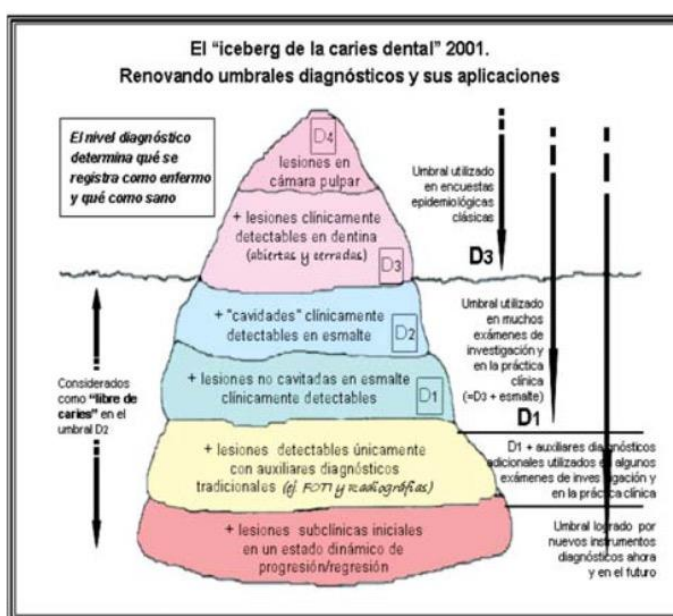 El "iceberg de la caries dental" 2001.
Renovando umbrales diagnósticos y sus aplicaciones
El nivel diagnóstico
determina qué se
registra como enfermo
y qué como sano
D4
lesiones en
cámara pulpar
+ lesiones clínicamente
detectables en dentina
(abiertas y cerradas)
D3
+ "cavidades" clínicamente
detectables en esmalte
D2
+ lesiones no cavitadas en esmalte
clínicamente detectables
D1
+ lesiones detectables únicamente
con auxiliares diagnósticos
tradicionales (ej. FOTI y radiografías)
+ lesiones subclínicas iniciales
en un estado dinámico de
progresión/regresión
Considerados
como "libre de
caries" en el
umbral D2
Umbral utilizado
en encuestas
epidemiológicas
clásicas
D3
Umbral utilizado
en muchos
exámenes de
investigación y
en la práctica
clínica
(=D3 + esmalte)
D1
D1 + auxiliares diagnósticos
adicionales utilizados en algunos
exámenes de investigación y
en la práctica clínica
Umbral logrado por
nuevos instrumentos
diagnósticos ahora
y en el futuro